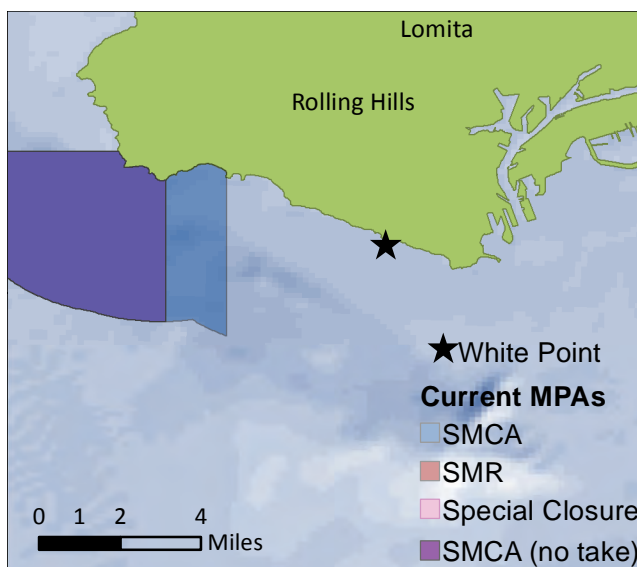 Lomita
Rolling Hills
White Point
Current MPAs
SMCA
SMR
Special Closure
SMCA (no take)
0 1 2 4
Miles